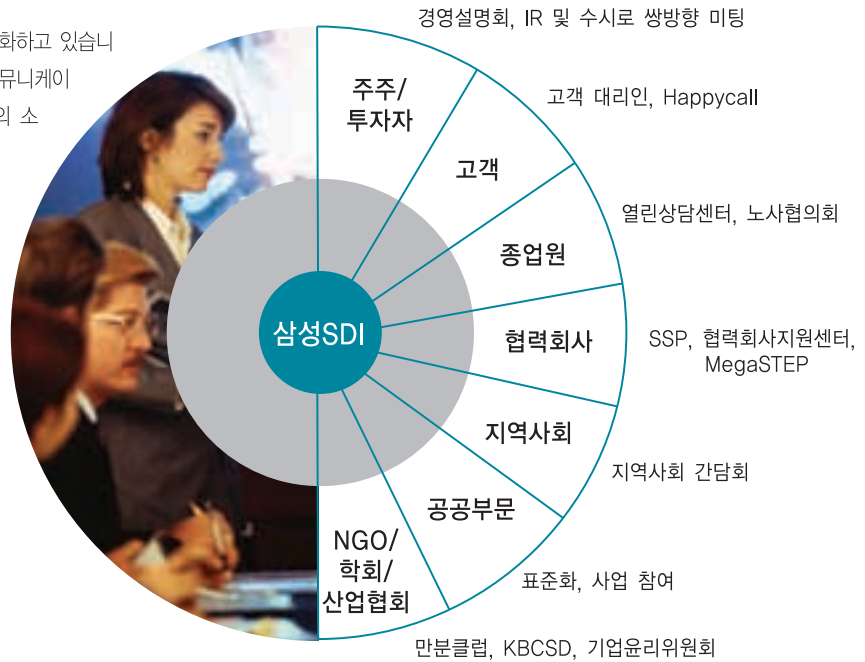 화하고 있습니
뮤니케이
의 소
경영설명회, IR 및 수시로 쌍방향 미팅
주주/
투자자
고객 대리인, Happycall
고객
열린상담센터, 노사협의회
종업원
삼성SDI
협력회사
SSP, 협력회사지원센터,
MegaSTEP
지역사회
지역사회 간담회
공공부문
표준화, 사업 참여
NGO/
학회/
산업협회
만분클럽, KBCSD, 기업윤리위원회